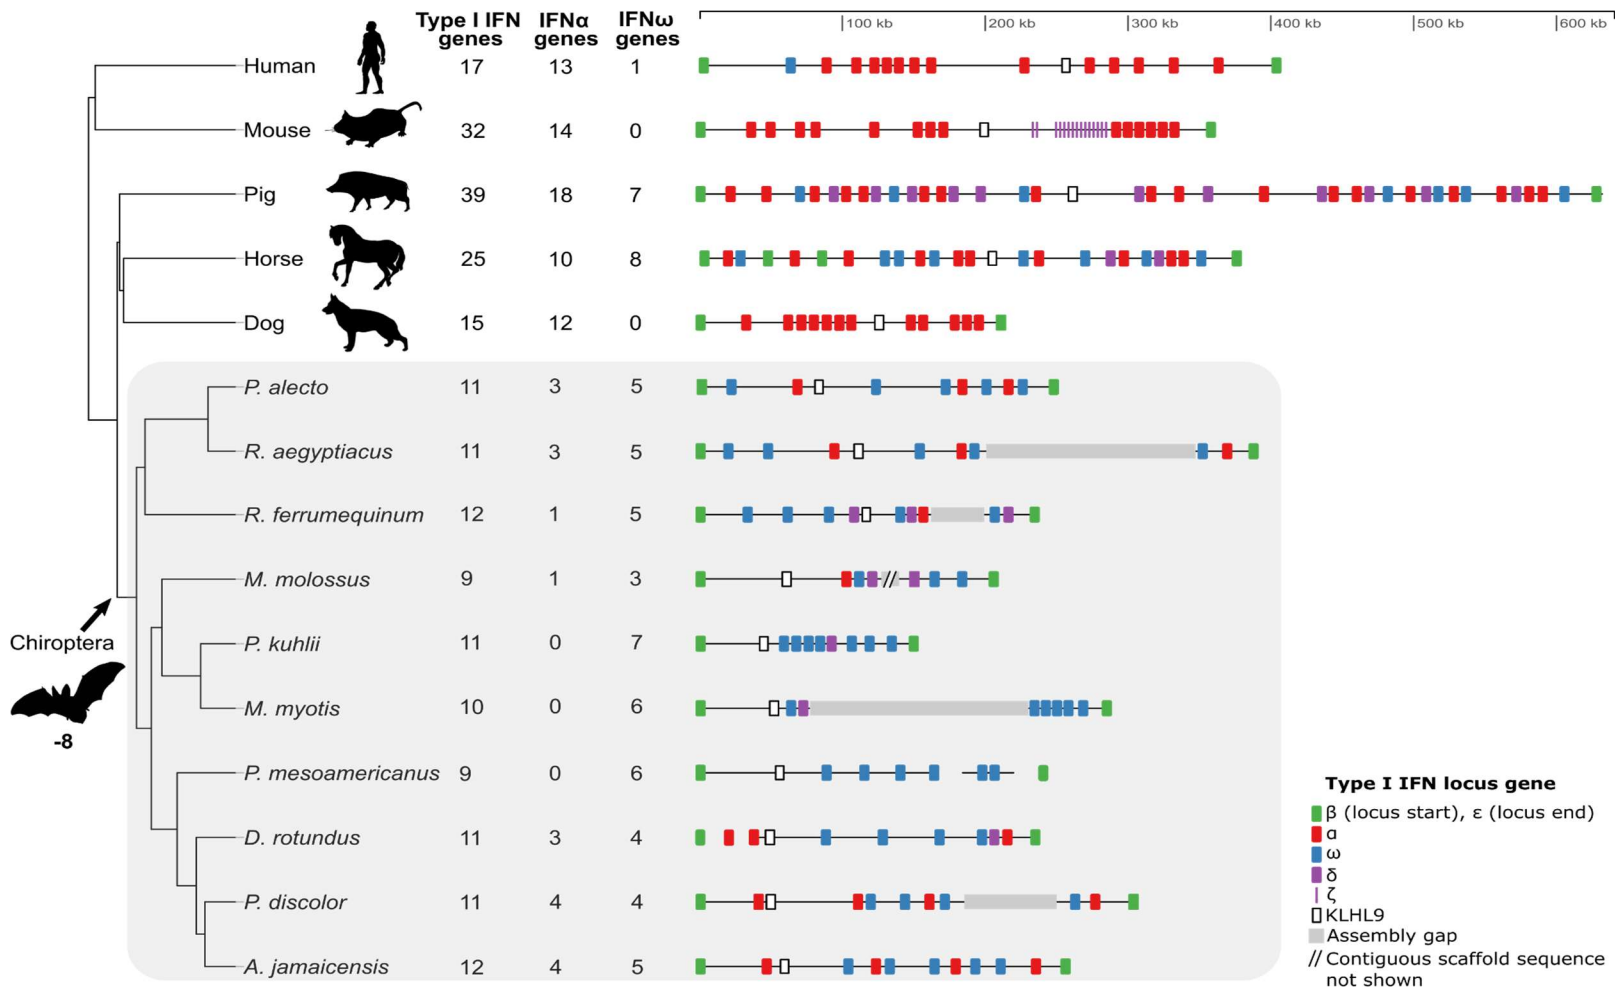 Type I IFN genes IFNα genes IFNω genes
100 kb 200 kb 300 kb 400 kb 500 kb 600 kb
Human 17 13 1
Mouse 32 14 0
Pig 39 18 7
Horse 25 10 8
Dog 15 12 0
P. alecto 11 3 5
R. aegyptiacus 11 3 5
R. ferrumequinum 12 1 5
M. molossus 9 1 3
//
Chiroptera
P. kuhlii 11 0 7
M. myotis 10 0 6
-8
P. mesoamericanus 9 0 6
D. rotundus 11 3 4
P. discolor 11 4 4
A. jamaicensis 12 4 5
Type I IFN locus gene
β (locus start), ε (locus end)
α
ω
δ
ζ
KLHL9
Assembly gap
// Contiguous scaffold sequence
not shown